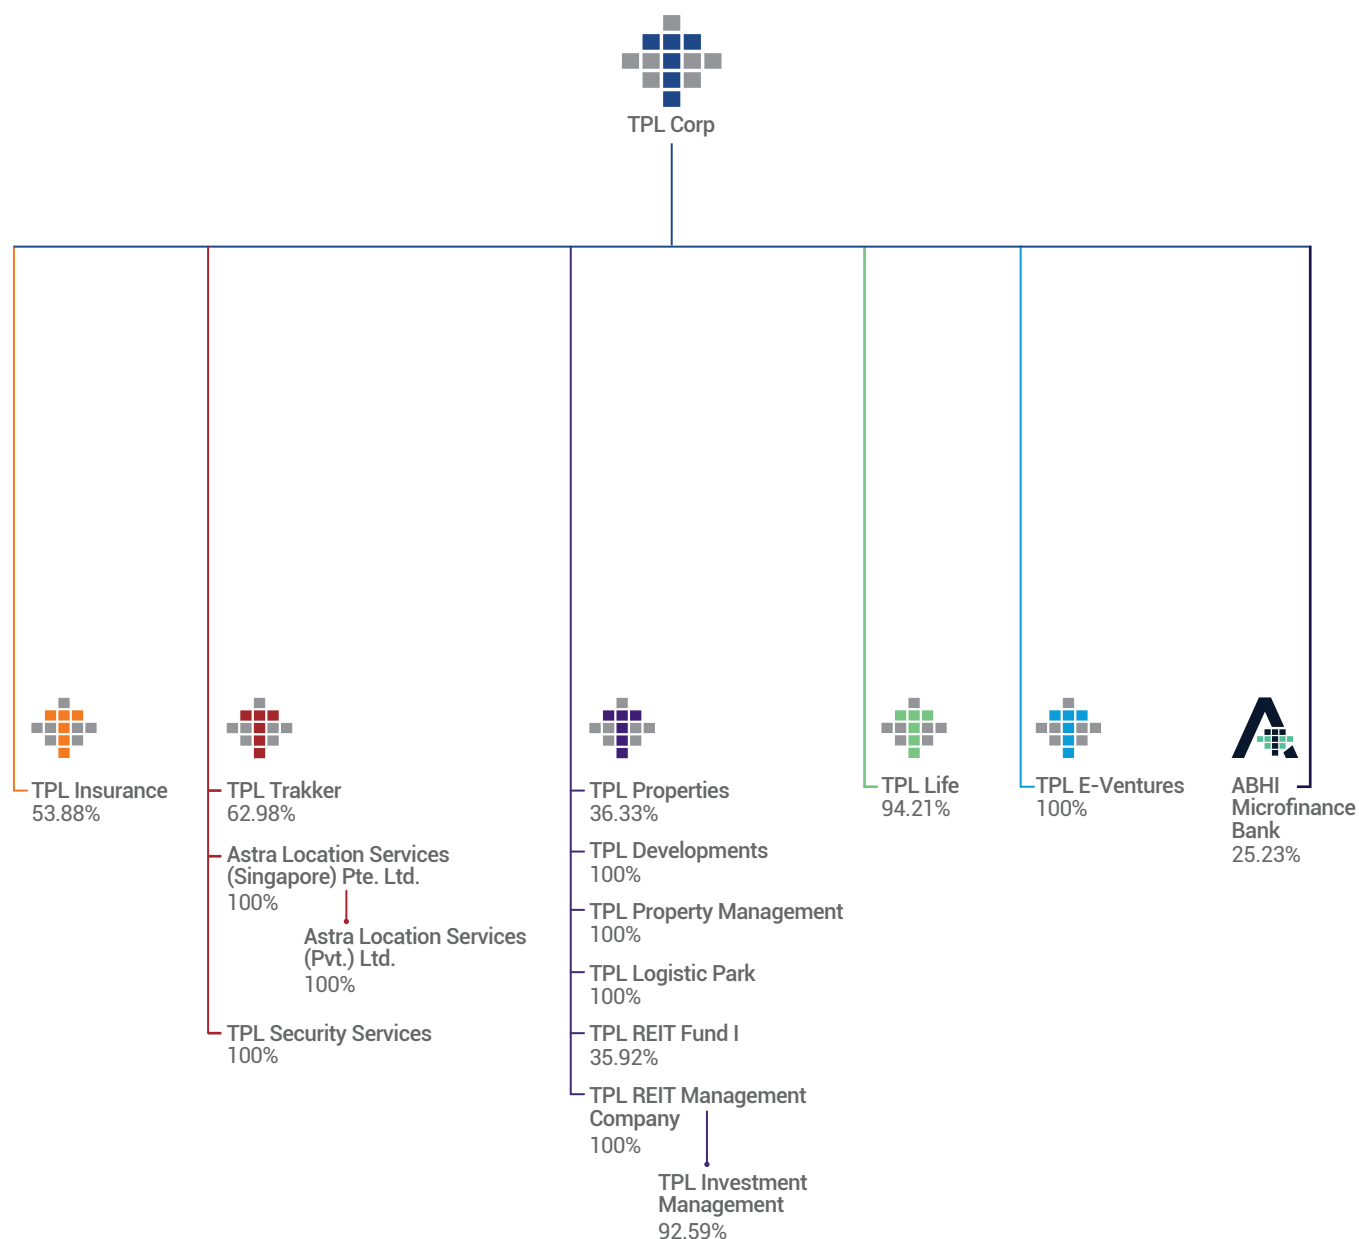 TPL Corp
TPL Insurance
53.88%
TPL Trakker
62.98%
Astra Location Services
(Singapore) Pte. Ltd.
100%
Astra Location Services
(Pvt.) Ltd.
100%
TPL Security Services
100%
TPL Properties
36.33%
TPL Developments
100%
TPL Property Management
100%
TPL Logistic Park
100%
TPL REIT Fund I
35.92%
TPL REIT Management
Company
100%
TPL Investment
Management
92.59%
TPL Life
94.21%
TPL E-Ventures
100%
ABHI
Microfinance
Bank
25.23%